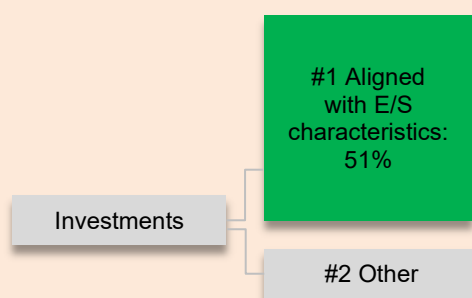 #1 Aligned
with E/S
characteristics:
51%
Investments
#2 Other